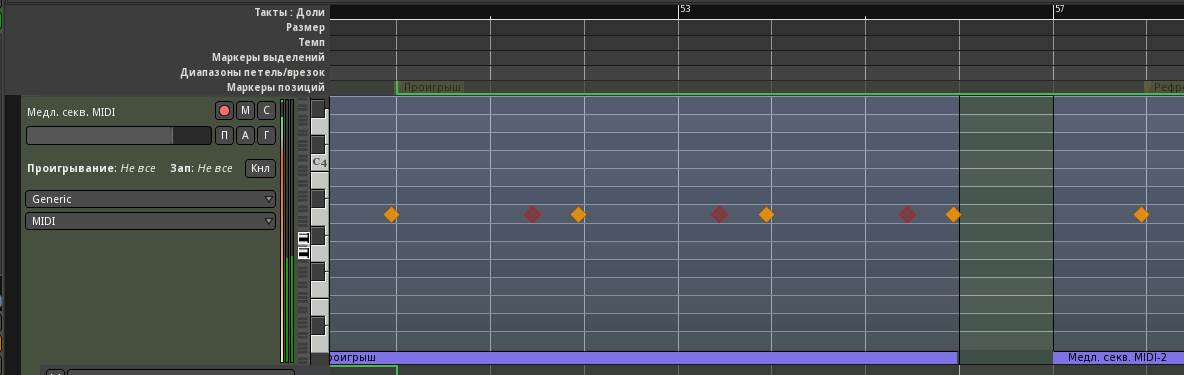 Такты : Доли
53
57
Размер
Темп
Маркеры выделений
Диапазоны петель/врезок
Маркеры позиций
Проигрыш
Рефр
Медл. секв. MIDI
М
С
П
А
Г
C4
Проигрывание: Не все
Зап: Не все
Кнл
Generic
MIDI
роигрыш
Медл. секв. MIDI-2